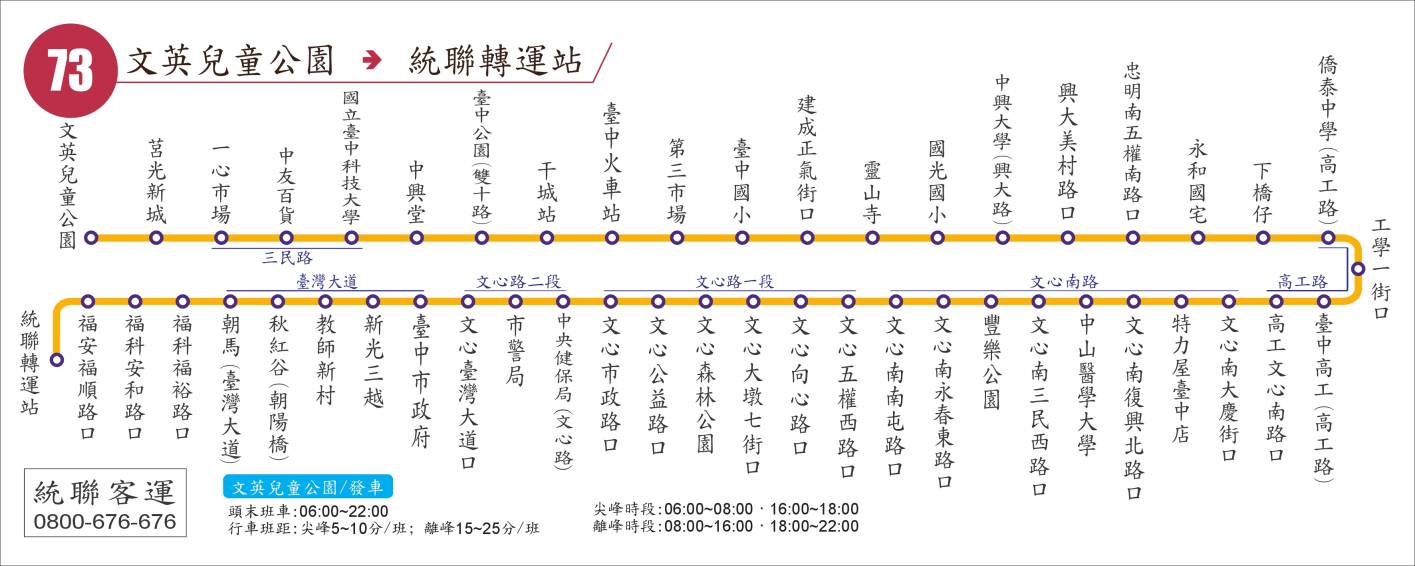 73
文英兒童公園 ➔ 統聯轉運站
文英兒童公園
莒光新城
一心市場
中友百貨
國立臺中科技大學
中興堂
臺中公園(雙十路)
干城站
臺中火車站
第三市場
臺中國小
建成正氣街口
靈山寺
國光國小
中興大學(興大路)
興大美村路口
忠明南五權南路口
永和國宅
下橋仔
僑泰中學(高工路)
工學一街口
三民路
臺灣大道
文心路二段
文心路一段
文心南路
高工路
統聯轉運站
福安福順路口
福科安和路口
福科福裕路口
朝馬(臺灣大道)
秋紅谷(朝陽橋)
教師新村
新光三越
臺中市政府
文心臺灣大道口
市警局
中央健保局(文心路)
文心市政路口
文心公益路口
文心森林公園
文心大墩七街口
文心向心路口
文心五權西路口
文心南南屯路口
文心南永春東路口
豐樂公園
文心南三民西路口
中山醫學大學
文心南復興北路口
特力屋臺中店
文心南大慶街口
高工文心南路口
臺中高工(高工路)
統聯客運
0800-676-676
文英兒童公園/發車
頭末班車:06:00~22:00
行車班距:尖峰5~10分/班; 離峰15~25分/班
尖峰時段:06:00~08:00‧16:00~18:00
離峰時段:08:00~16:00‧18:00~22:00